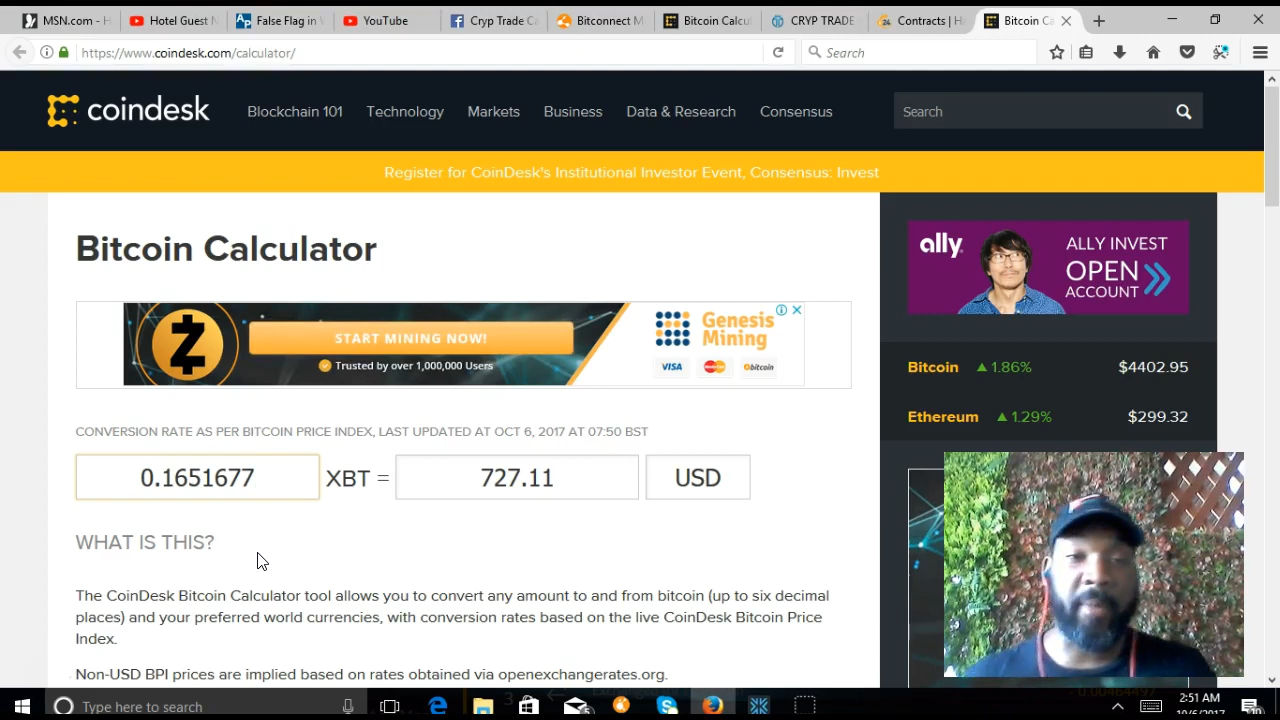 MSN.com - H
Hotel Guest N
False Flag in V
YouTube
Cryp Trade Ca
Bitconnect M
Bitcoin Calcu
CRYP TRADE
Contracts | Ha
Bitcoin Ca
https://www.coindesk.com/calculator/
Search
coindesk
Blockchain 101
Technology
Markets
Business
Data & Research
Consensus
Search
Register for CoinDesk's Institutional Investor Event, Consensus: Invest
Bitcoin Calculator
START MINING NOW!
Trusted by over 1,000,000 Users
Genesis
Mining
VISA
MasterCard
bitcoin
ally
ALLY INVEST
OPEN
ACCOUNT
Bitcoin 1.86% $4402.95
Ethereum 1.29% $299.32
CONVERSION RATE AS PER BITCOIN PRICE INDEX, LAST UPDATED AT OCT 6, 2017 AT 07:50 BST
0.1651677 XBT = 727.11 USD
WHAT IS THIS?
The CoinDesk Bitcoin Calculator tool allows you to convert any amount to and from bitcoin (up to six decimal
places) and your preferred world currencies, with conversion rates based on the live CoinDesk Bitcoin Price
Index.
Non-USD BPI prices are implied based on rates obtained via openexchangerates.org.
Type here to search
2:51 AM
10/6/2017